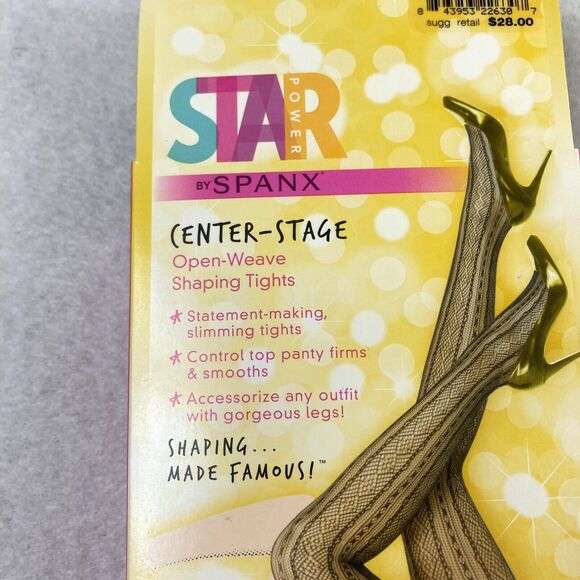 8 43953 22630 7
sugg retail $28.00
STAR
POWER
BY SPANX®
CENTER-STAGE
Open-Weave
Shaping Tights
★ Statement-making,
slimming tights
★ Control top panty firms
& smooths
★ Accessorize any outfit
with gorgeous legs!
SHAPING...
MADE FAMOUS!™